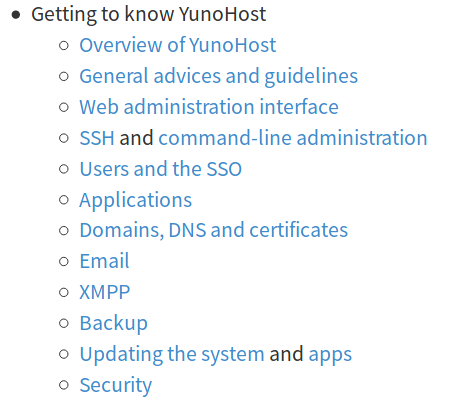 Getting to know YunoHost
Overview of YunoHost
General advices and guidelines
Web administration interface
SSH and command-line administration
Users and the SSO
Applications
Domains, DNS and certificates
Email
XMPP
Backup
Updating the system and apps
Security